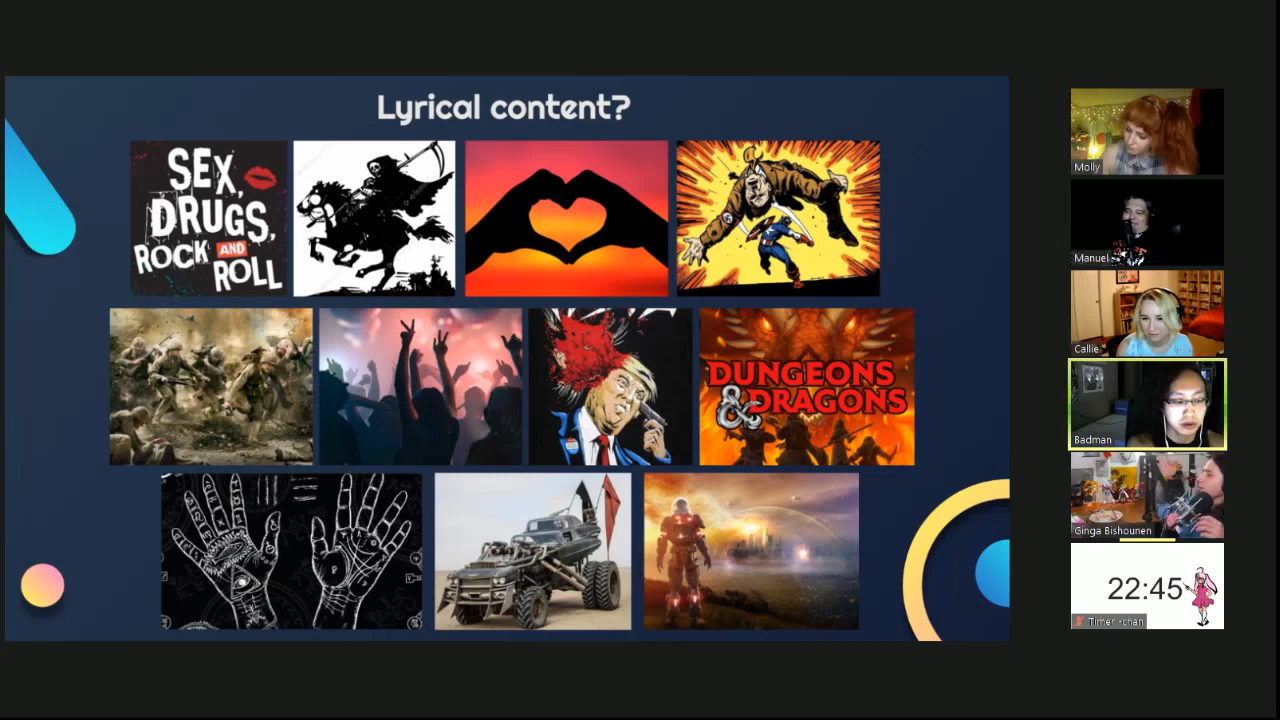 Lyrical content?
SEX,
DRUGS,
ROCK AND
ROLL
DUNGEONS
& DRAGONS
Molly
Manuel
Callie
Badman
Ginga Bishounen
22:45
Timer -chan